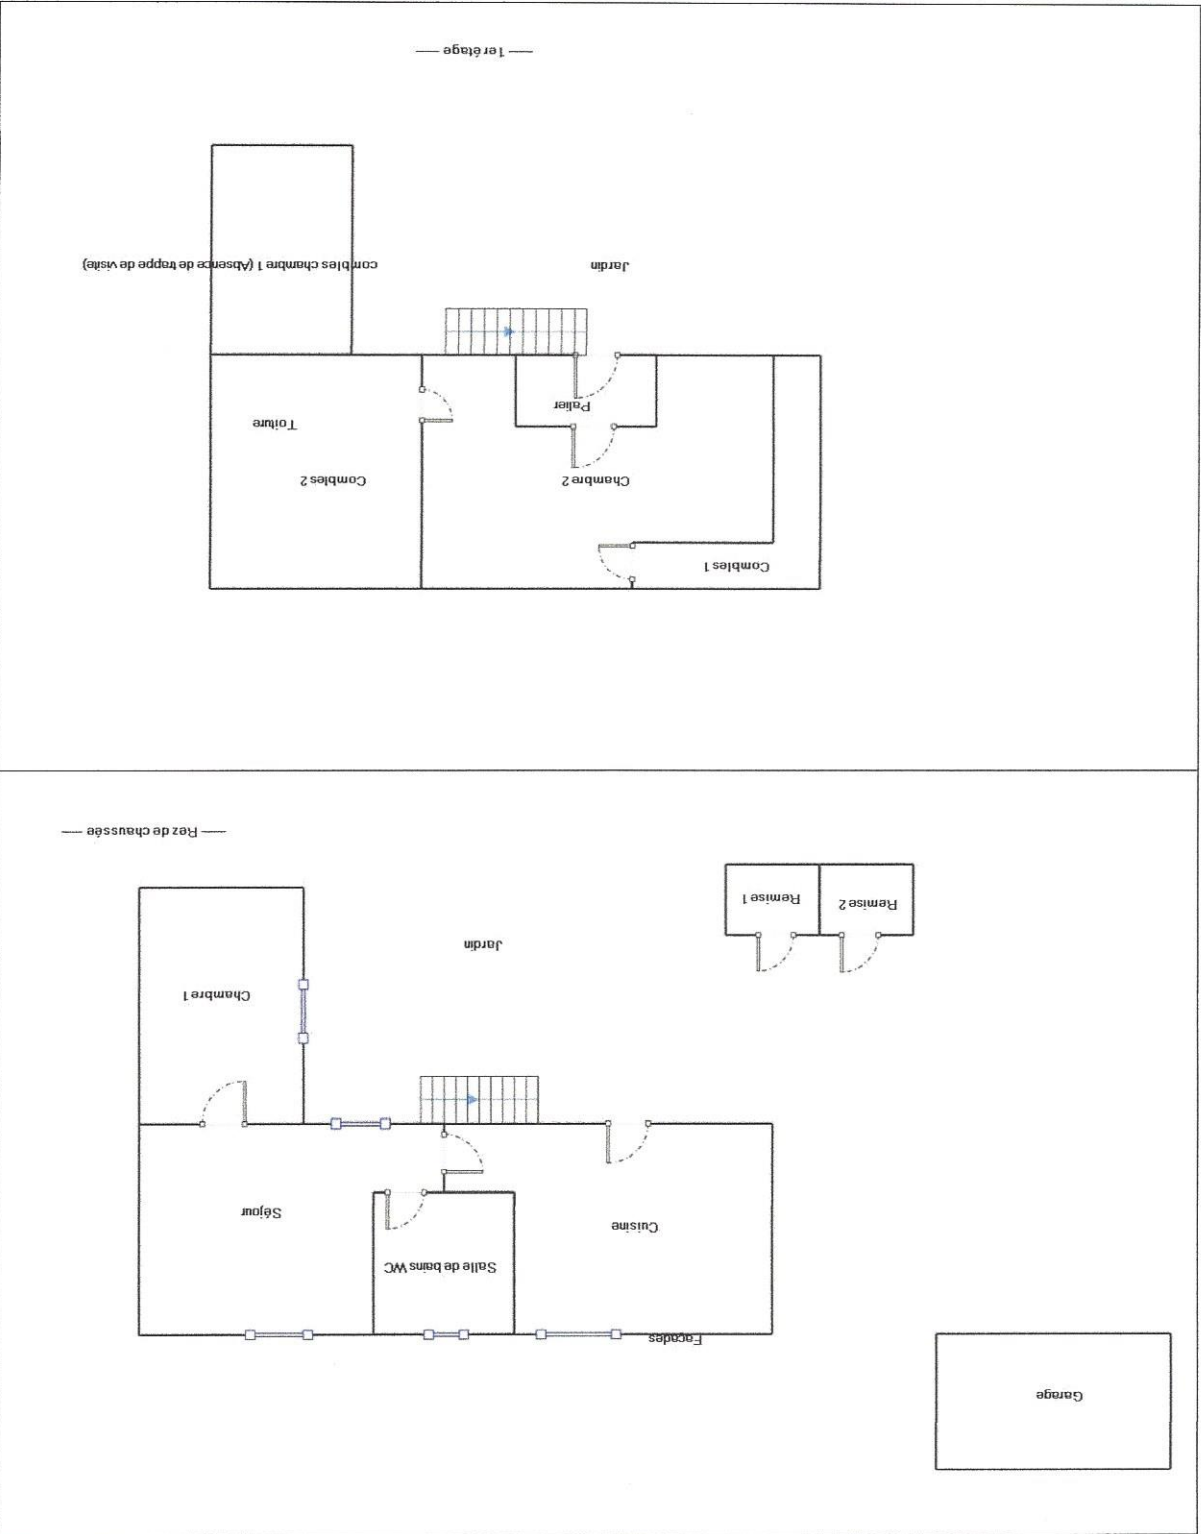 Garage
Façades
Salle de bains WC
Cuisine
Séjour
Chambre 1
Jardin
Remise 2
Remise 1
Rez de chaussée
Combles 1
Chambre 2
Combles 2
Toiture
Palier
Jardin
combles chambre 1 (Absence de trappe de visite)
1er étage